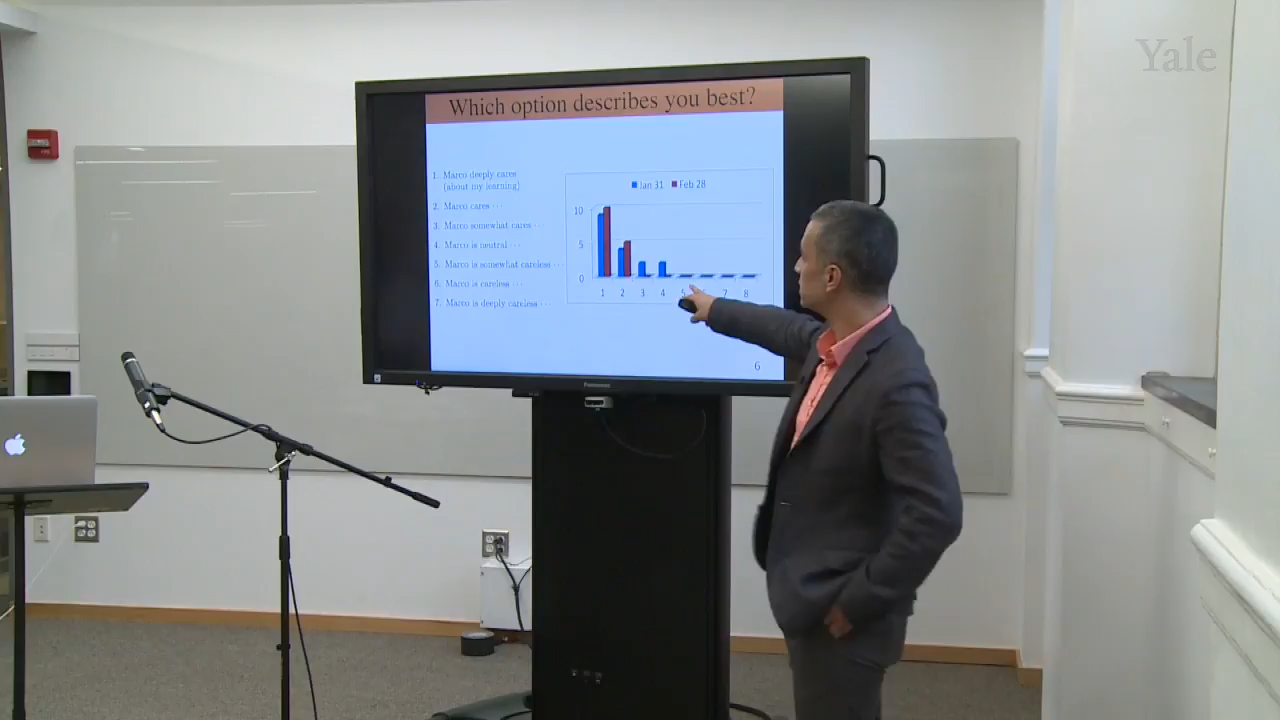 Yale
Which option describes you best?
1. Marco deeply cares
(about my learning)
2. Marco cares ···
3. Marco somewhat cares ···
4. Marco is neutral ···
5. Marco is somewhat careless ···
6. Marco is careless ···
7. Marco is deeply careless ···
Jan 31 Feb 28
10
5
0
1 2 3 4 5 7 8
6
Panasonic